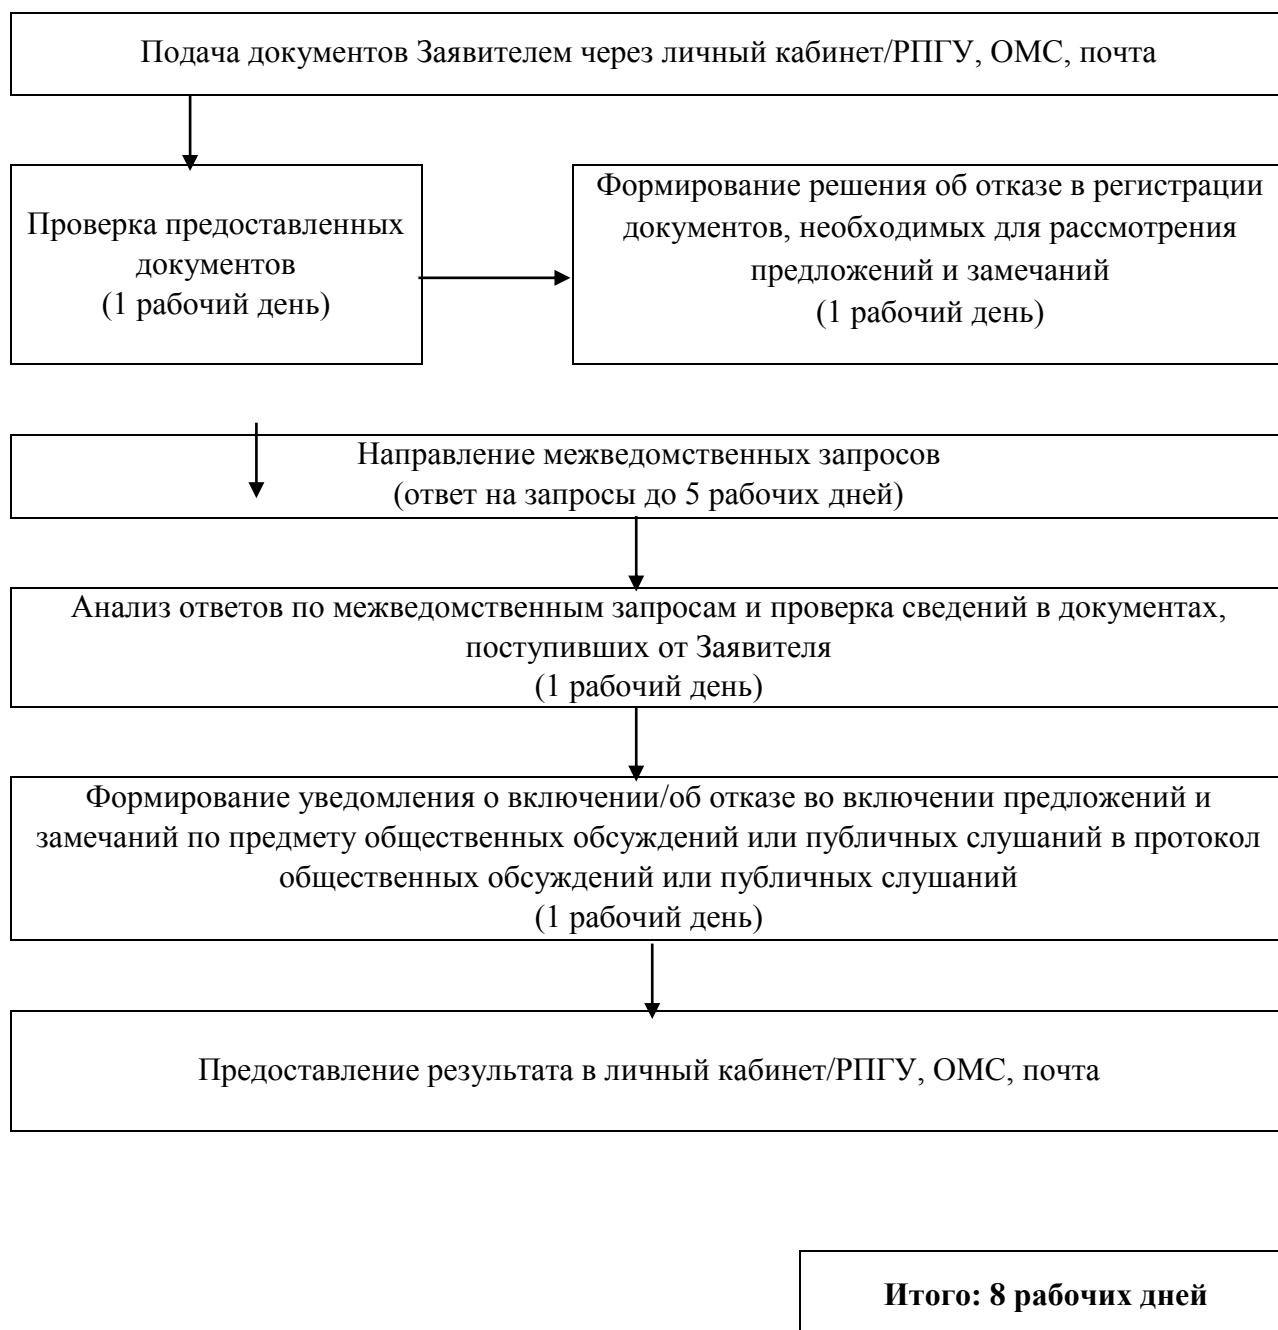 Подача документов Заявителем через личный кабинет/РПГУ, ОМС, почта
Проверка предоставленных
документов
(1 рабочий день)
Формирование решения об отказе в регистрации
документов, необходимых для рассмотрения
предложений и замечаний
(1 рабочий день)
Направление межведомственных запросов
(ответ на запросы до 5 рабочих дней)
Анализ ответов по межведомственным запросам и проверка сведений в документах,
поступивших от Заявителя
(1 рабочий день)
Формирование уведомления о включении/об отказе во включении предложений и
замечаний по предмету общественных обсуждений или публичных слушаний в протокол
общественных обсуждений или публичных слушаний
(1 рабочий день)
Предоставление результата в личный кабинет/РПГУ, ОМС, почта
Итого: 8 рабочих дней